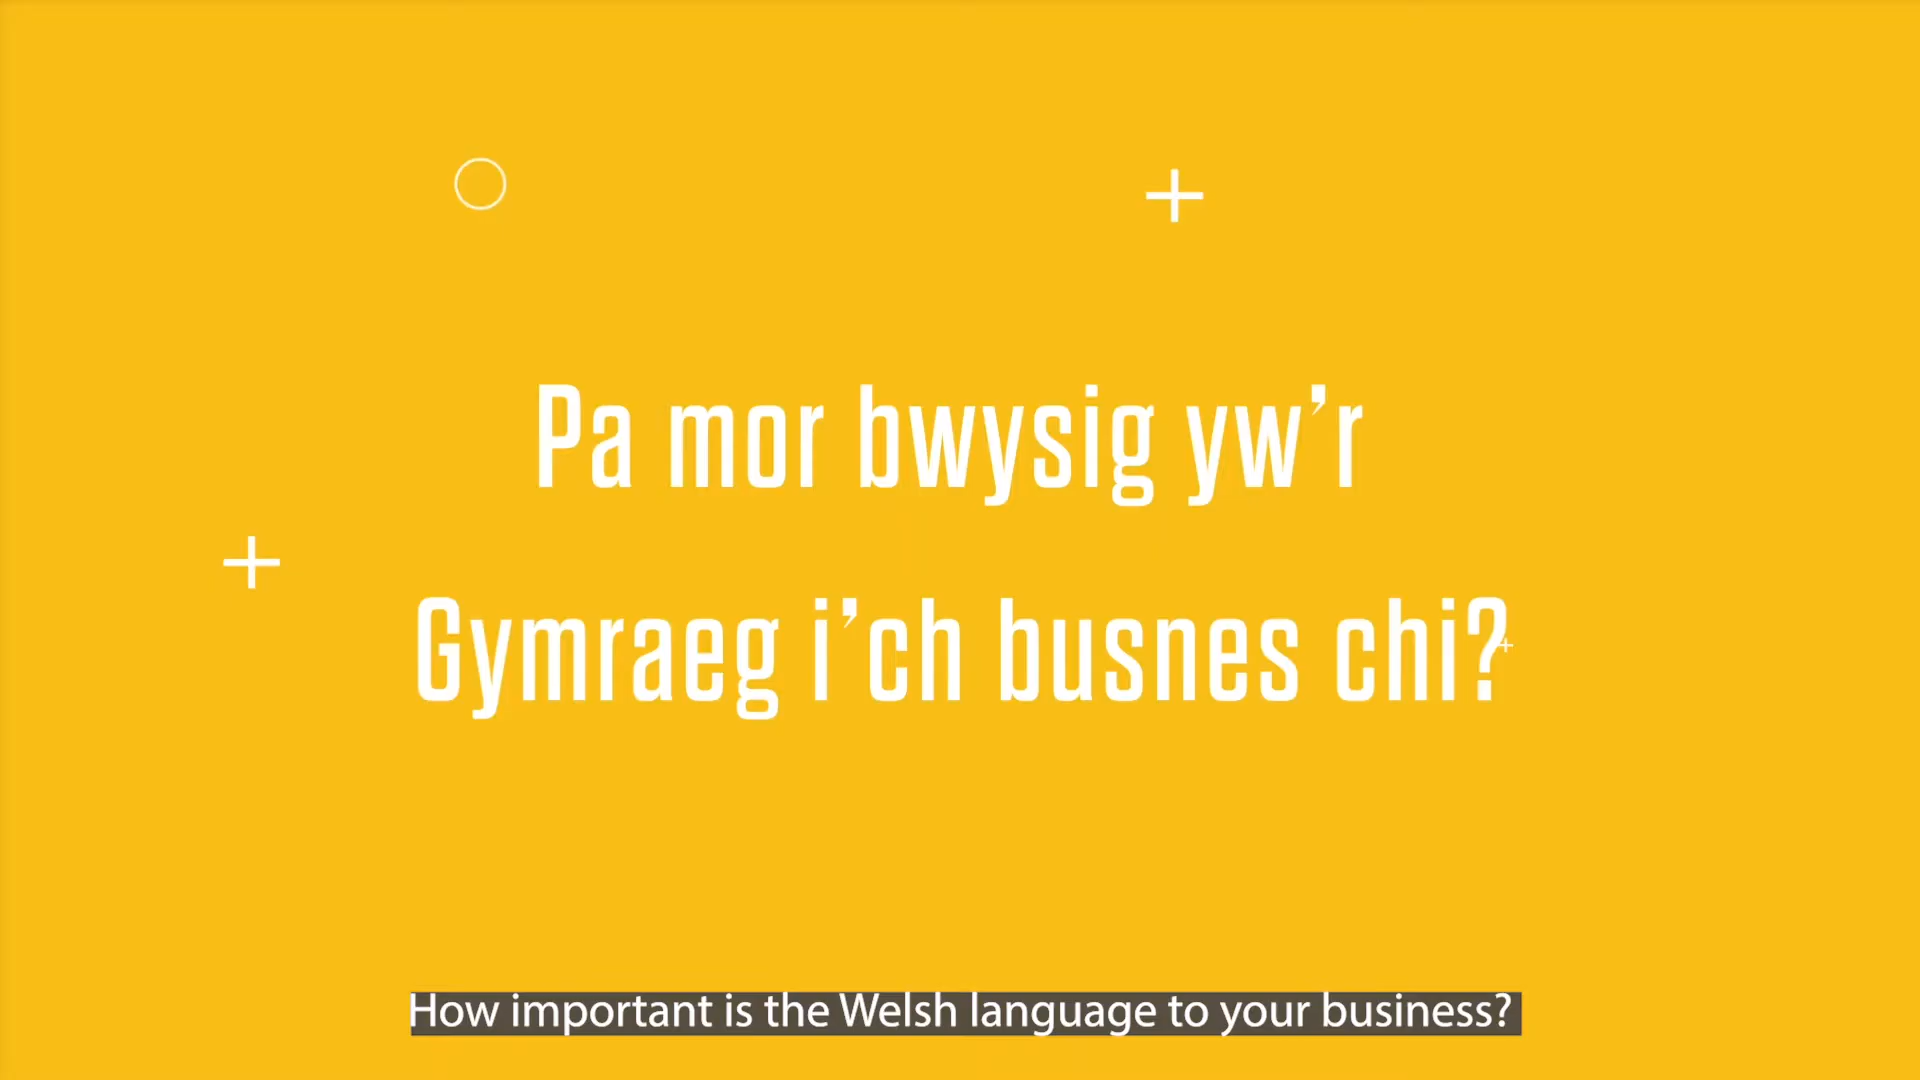 Pa mor bwysig yw’r
Gymraeg i’ch busnes chi?
How important is the Welsh language to your business?